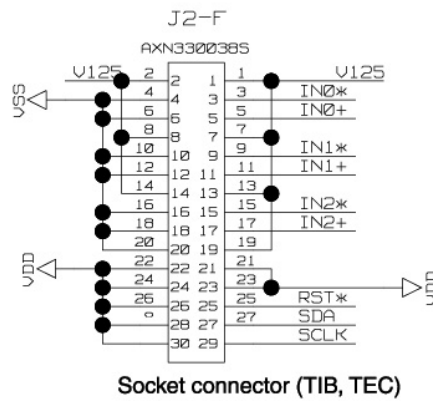 J2-F
AXN330038S
V125 2 2 1 1 V125
VSS 4 4 3 3 IN0*
6 6 5 5 IN0+
8 8 7 7
10 10 9 9 IN1*
12 12 11 11 IN1+
14 14 13 13
16 16 15 15 IN2*
18 18 17 17 IN2+
20 20 19 19
VDD 22 22 21 21
24 24 23 23 VDD
26 26 25 25 RST*
28 27 27 SDA
30 29 SCLK
Socket connector (TIB, TEC)